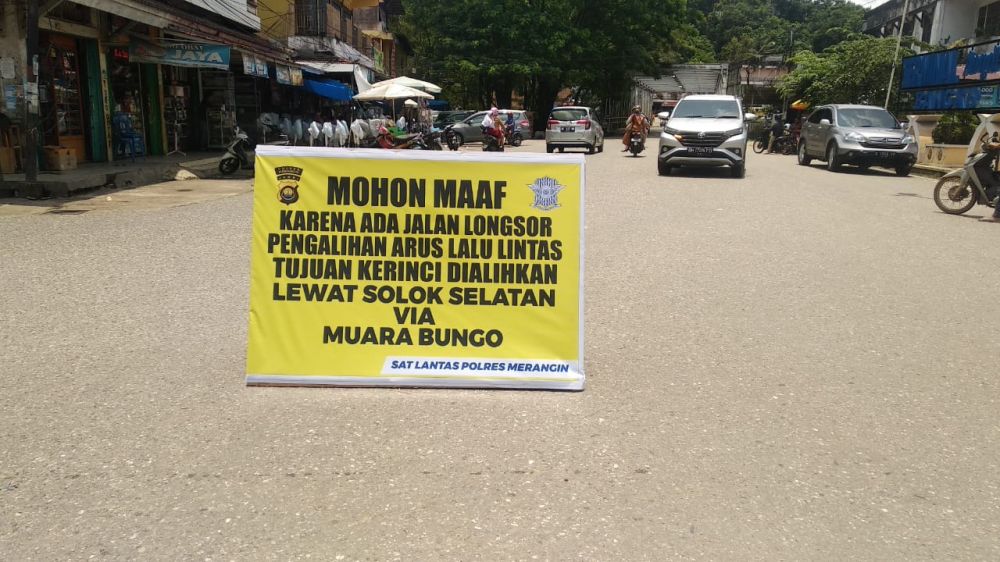 JAYA
MOHON MAAF
KARENA ADA JALAN LONGSOR
PENGALIHAN ARUS LALU LINTAS
TUJUAN KERINCI DIALIHKAN
LEWAT SOLOK SELATAN
VIA
MUARA BUNGO
SAT LANTAS POLRES MERANGIN